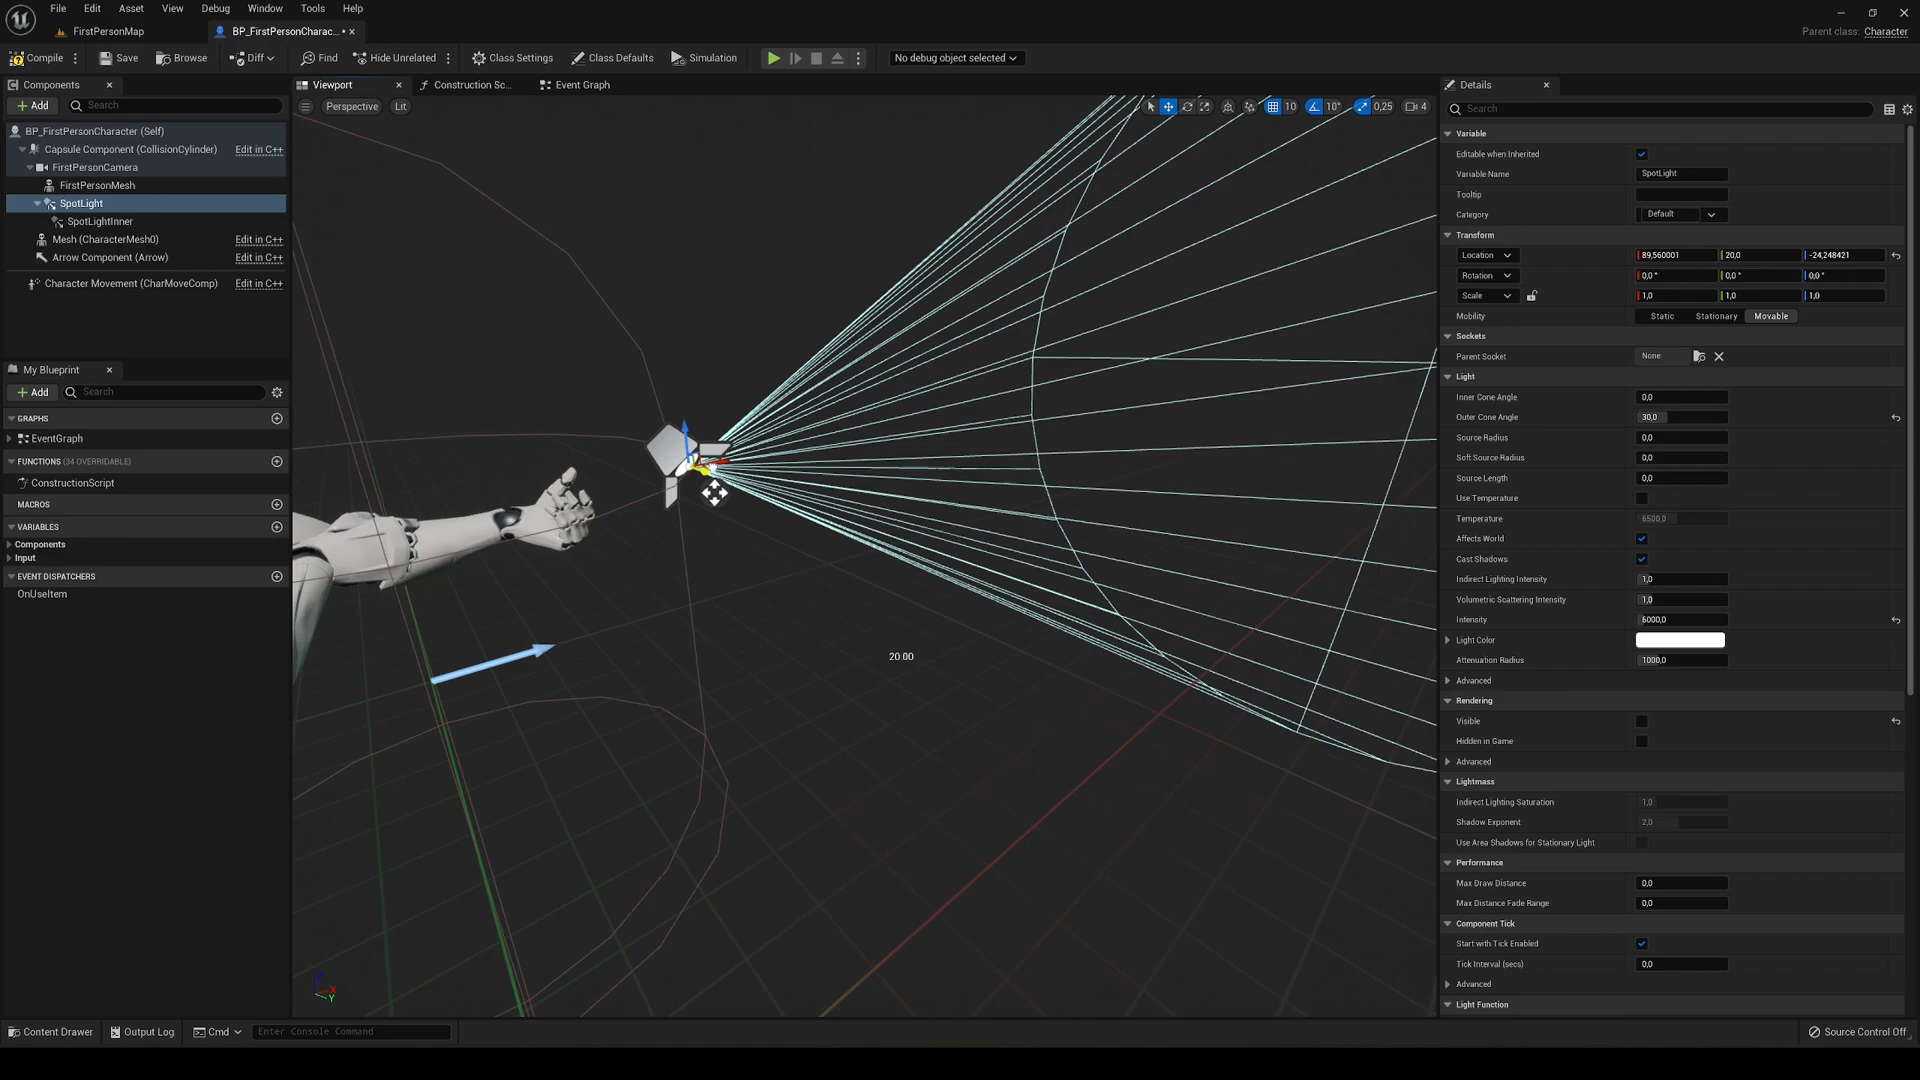 File Edit Asset View Debug Window Tools Help
FirstPersonMap
BP_FirstPersonCharac... •
Parent class: Character
Compile Save Browse Diff Find Hide Unrelated Class Settings Class Defaults Simulation No debug object selected
Components
Add Search
BP_FirstPersonCharacter (Self)
Capsule Component (CollisionCylinder) Edit in C++
FirstPersonCamera
FirstPersonMesh
SpotLight
SpotLightInner
Mesh (CharacterMesh0) Edit in C++
Arrow Component (Arrow) Edit in C++
Character Movement (CharMoveComp) Edit in C++
My Blueprint
Add Search
GRAPHS
EventGraph
FUNCTIONS (34 OVERRIDABLE)
ConstructionScript
MACROS
VARIABLES
Components
Input
EVENT DISPATCHERS
OnUseItem
Viewport Construction Sc... Event Graph
Perspective Lit
10 10° 0,25 4
20.00
X
Y
Details
Search
Variable
Editable when Inherited
Variable Name SpotLight
Tooltip
Category Default
Transform
Location 89,560001 20,0 -24,248421
Rotation 0,0 ° 0,0 ° 0,0 °
Scale 1,0 1,0 1,0
Mobility Static Stationary Movable
Sockets
Parent Socket None
Light
Inner Cone Angle 0,0
Outer Cone Angle 30,0
Source Radius 0,0
Soft Source Radius 0,0
Source Length 0,0
Use Temperature
Temperature 6500,0
Affects World
Cast Shadows
Indirect Lighting Intensity 1,0
Volumetric Scattering Intensity 1,0
Intensity 6000,0
Light Color
Attenuation Radius 1000,0
Advanced
Rendering
Visible
Hidden in Game
Advanced
Lightmass
Indirect Lighting Saturation 1,0
Shadow Exponent 2,0
Use Area Shadows for Stationary Light
Performance
Max Draw Distance 0,0
Max Distance Fade Range 0,0
Component Tick
Start with Tick Enabled
Tick Interval (secs) 0,0
Advanced
Light Function
Content Drawer Output Log Cmd Enter Console Command Source Control Off